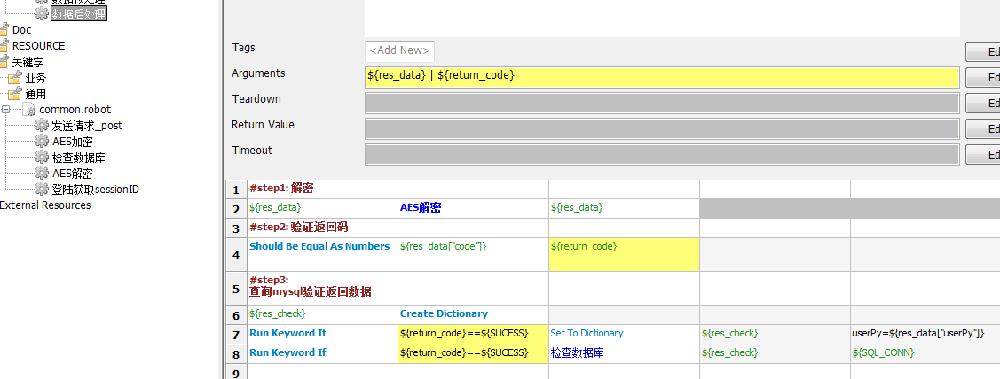 数据预处理
数据后处理
Doc
RESOURCE
关键字
业务
通用
common.robot
发送请求_post
AES加密
检查数据库
AES解密
登陆获取sessionID
External Resources
Tags
<Add New>
Ed
Arguments
${res_data} | ${return_code}
Ed
Teardown
Ed
Return Value
Ed
Timeout
Ed
1 #step1: 解密
2 ${res_data} AES解密 ${res_data}
3 #step2: 验证返回码
4 Should Be Equal As Numbers ${res_data["code"]} ${return_code}
5 #step3:
查询mysql验证返回数据
6 ${res_check} Create Dictionary
7 Run Keyword If ${return_code}==${SUCESS} Set To Dictionary ${res_check} userPy=${res_data["userPy"]}
8 Run Keyword If ${return_code}==${SUCESS} 检查数据库 ${res_check} ${SQL_CONN}
9